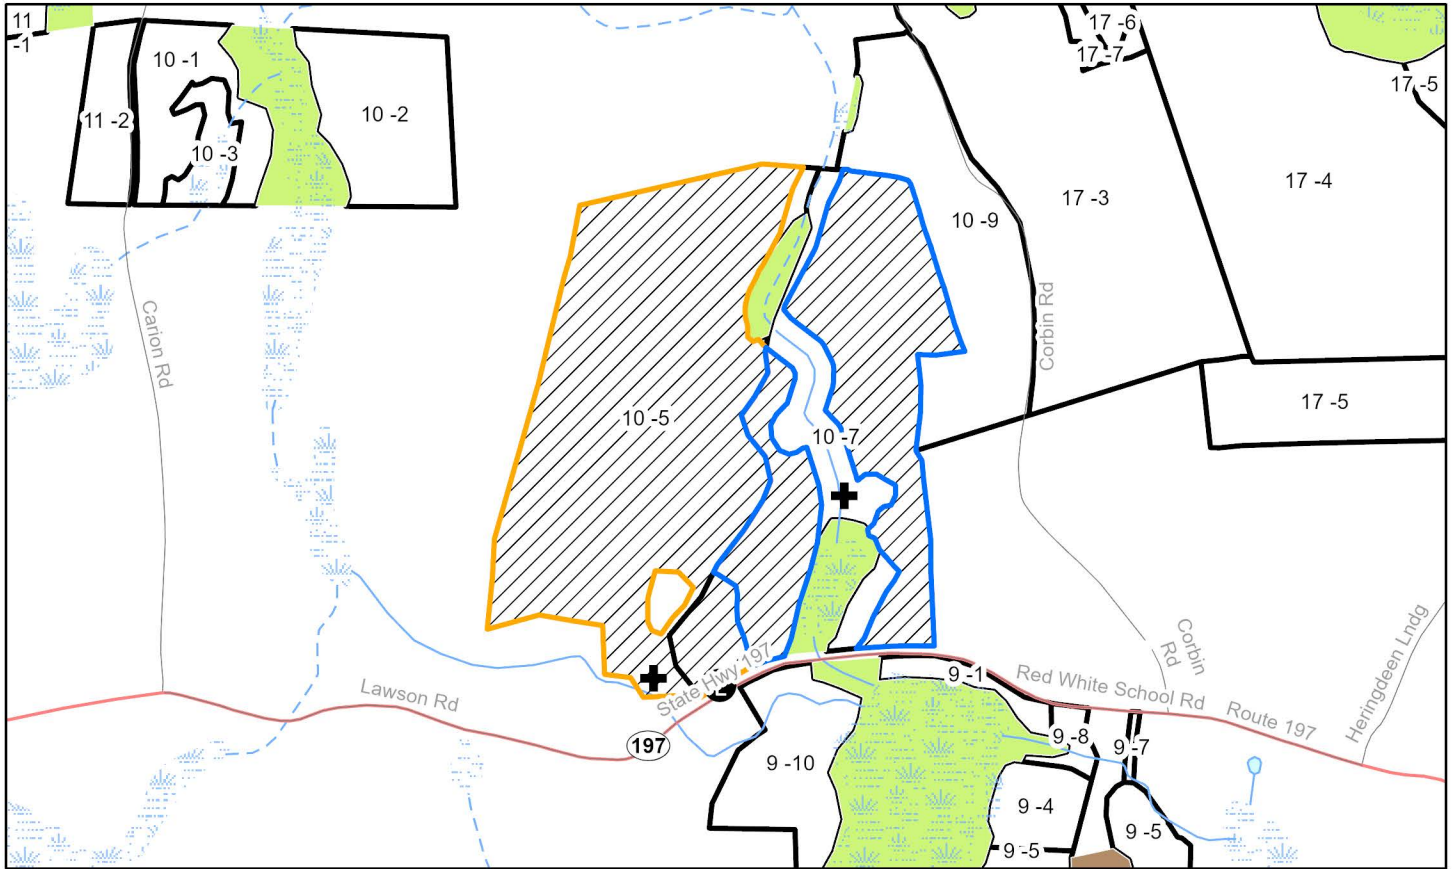 11
-1
17 -6
10 -1
17 -7
17 -5
10 -2
11 -2
10 -3
17 -4
17 -3
10 -9
Carion Rd
Corbin Rd
17 -5
10 -5
10 -7
Corbin
Rd
Heringdeen Lndg
State Hwy 197
9 -1
Red White School Rd
Lawson Rd
Route 197
197
9 -8
9 -7
9 -10
9 -4
9 -5
9 -5